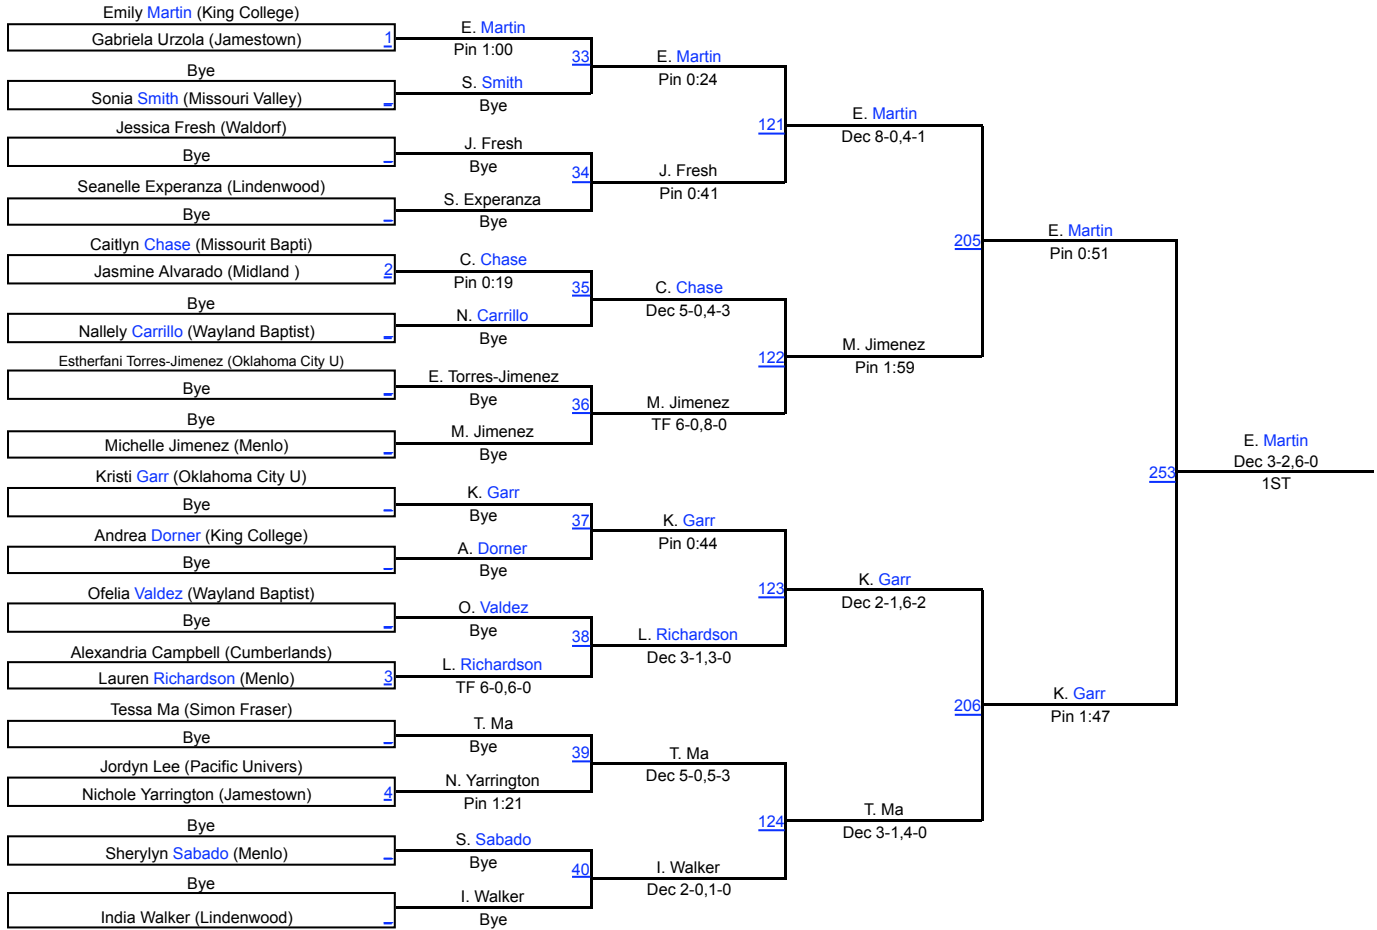 Emily Martin (King College)
Gabriela Urzola (Jamestown) 1
Bye
Sonia Smith (Missouri Valley)
Jessica Fresh (Waldorf)
Bye
Seanelle Experanza (Lindenwood)
Bye
Caitlyn Chase (Missourit Bapti)
Jasmine Alvarado (Midland ) 2
Bye
Nallely Carrillo (Wayland Baptist)
Estherfani Torres-Jimenez (Oklahoma City U)
Bye
Bye
Michelle Jimenez (Menlo)
Kristi Garr (Oklahoma City U)
Bye
Andrea Dorner (King College)
Bye
Ofelia Valdez (Wayland Baptist)
Bye
Alexandria Campbell (Cumberlands)
Lauren Richardson (Menlo) 3
Tessa Ma (Simon Fraser)
Bye
Jordyn Lee (Pacific Univers)
Nichole Yarrington (Jamestown) 4
Bye
Sherylyn Sabado (Menlo)
Bye
India Walker (Lindenwood)
E. Martin
Pin 1:00
33
S. Smith
Bye
J. Fresh
Bye
34
S. Experanza
Bye
C. Chase
Pin 0:19
35
N. Carrillo
Bye
E. Torres-Jimenez
Bye
36
M. Jimenez
Bye
K. Garr
Bye
37
A. Dorner
Bye
O. Valdez
Bye
38
L. Richardson
TF 6-0,6-0
T. Ma
Bye
39
N. Yarrington
Pin 1:21
S. Sabado
Bye
40
I. Walker
Bye
E. Martin
Pin 0:24
121
J. Fresh
Pin 0:41
C. Chase
Dec 5-0,4-3
122
M. Jimenez
TF 6-0,8-0
K. Garr
Pin 0:44
123
L. Richardson
Dec 3-1,3-0
T. Ma
Dec 5-0,5-3
124
I. Walker
Dec 2-0,1-0
E. Martin
Dec 8-0,4-1
205
M. Jimenez
Pin 1:59
K. Garr
Dec 2-1,6-2
206
T. Ma
Dec 3-1,4-0
E. Martin
Pin 0:51
253
K. Garr
Pin 1:47
E. Martin
Dec 3-2,6-0
1ST